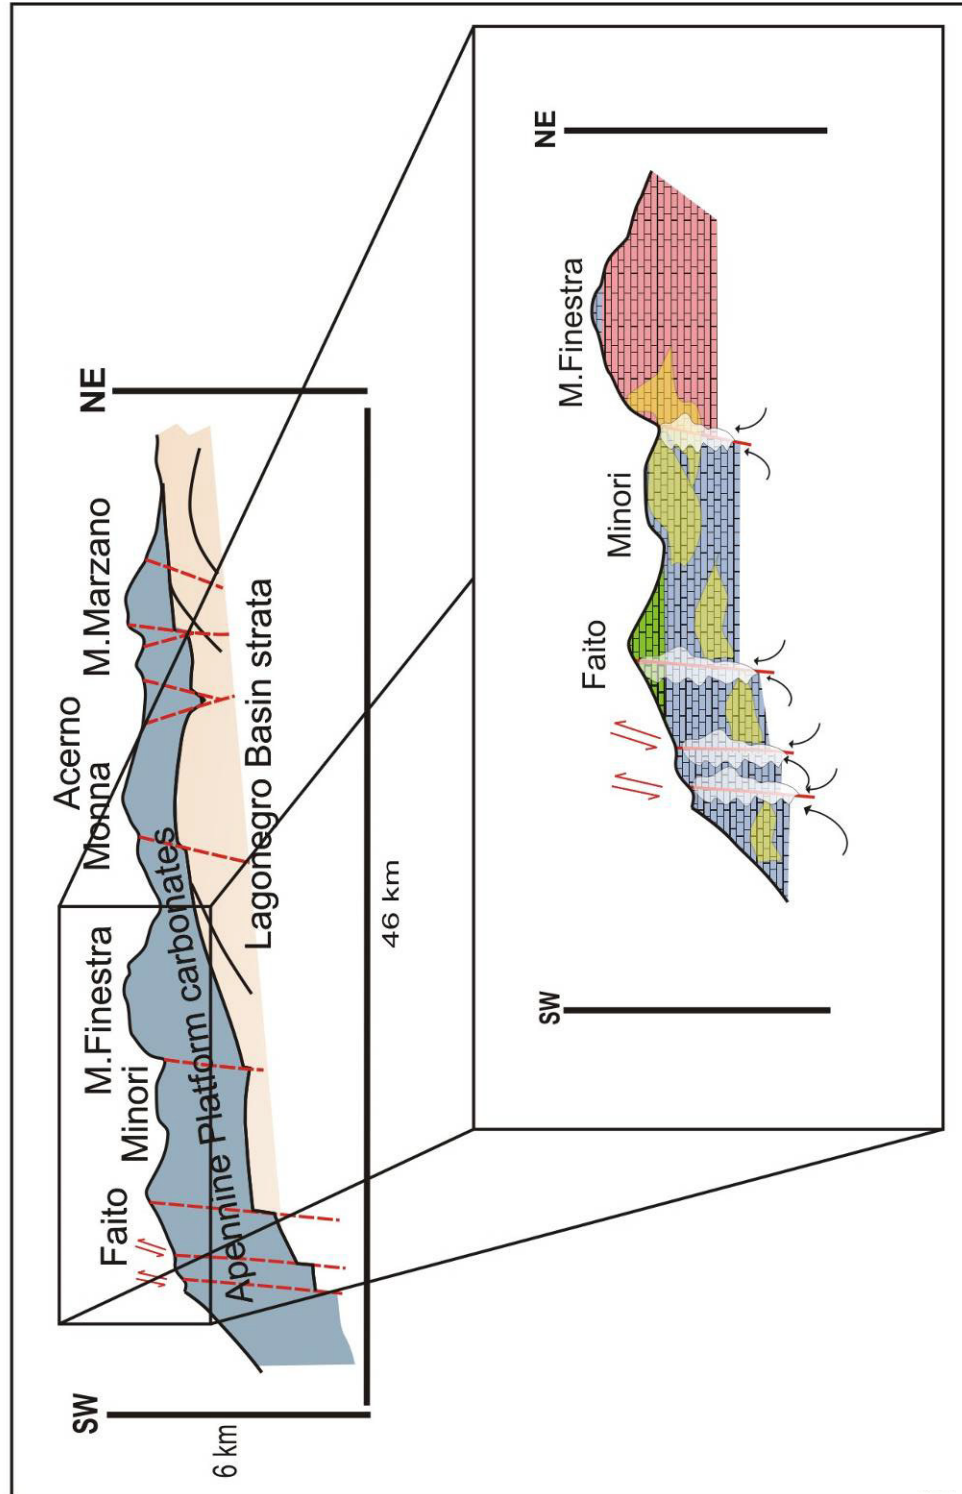 SW
NE
6 km
46 km
Faito
Minori
M.Finestra
Monna
Acerno
M.Marzano
Apennine Platform carbonates
Lagonegro Basin strata
SW
NE
Faito
Minori
M.Finestra